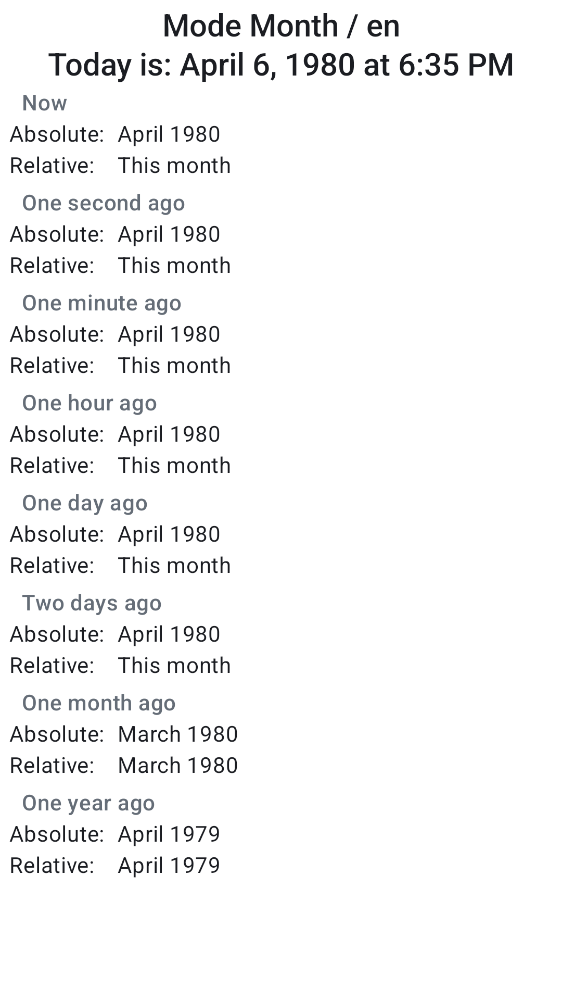 Mode Month / en
Today is: April 6, 1980 at 6:35 PM
Now
Absolute: April 1980
Relative: This month
One second ago
Absolute: April 1980
Relative: This month
One minute ago
Absolute: April 1980
Relative: This month
One hour ago
Absolute: April 1980
Relative: This month
One day ago
Absolute: April 1980
Relative: This month
Two days ago
Absolute: April 1980
Relative: This month
One month ago
Absolute: March 1980
Relative: March 1980
One year ago
Absolute: April 1979
Relative: April 1979